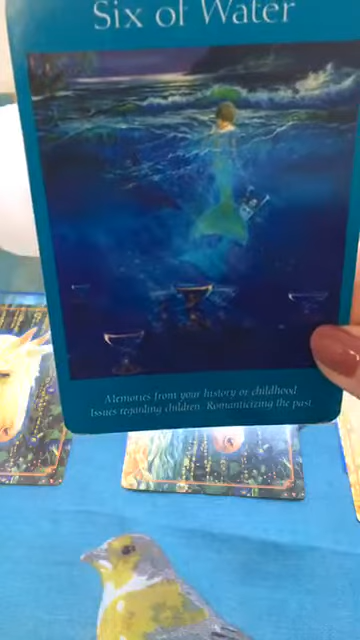 Six of Water
Memories from your history or childhood
Issues regarding children. Romanticizing the past